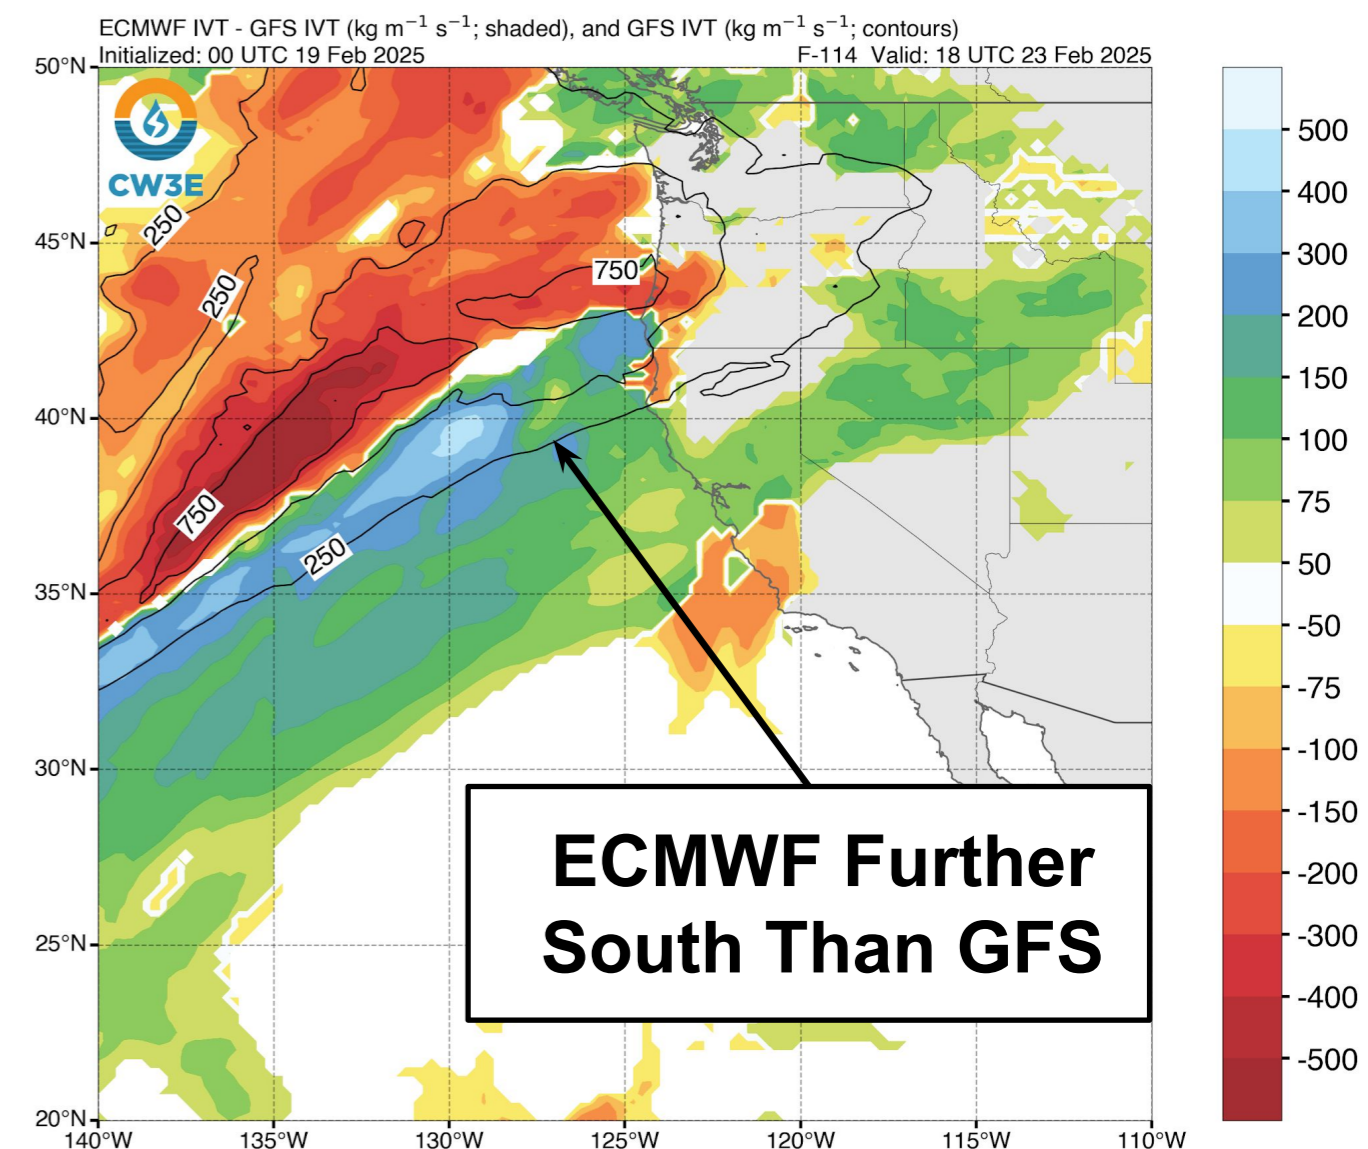 ECMWF IVT - GFS IVT (kg m−1 s−1; shaded), and GFS IVT (kg m−1 s−1; contours)
Initialized: 00 UTC 19 Feb 2025 F-114 Valid: 18 UTC 23 Feb 2025
50°N
CW3E
250
45°N
250
750
40°N
750
250
35°N
30°N
ECMWF Further
South Than GFS
25°N
20°N
140°W 135°W 130°W 125°W 120°W 115°W 110°W
500
400
300
200
150
100
75
50
-50
-75
-100
-150
-200
-300
-400
-500